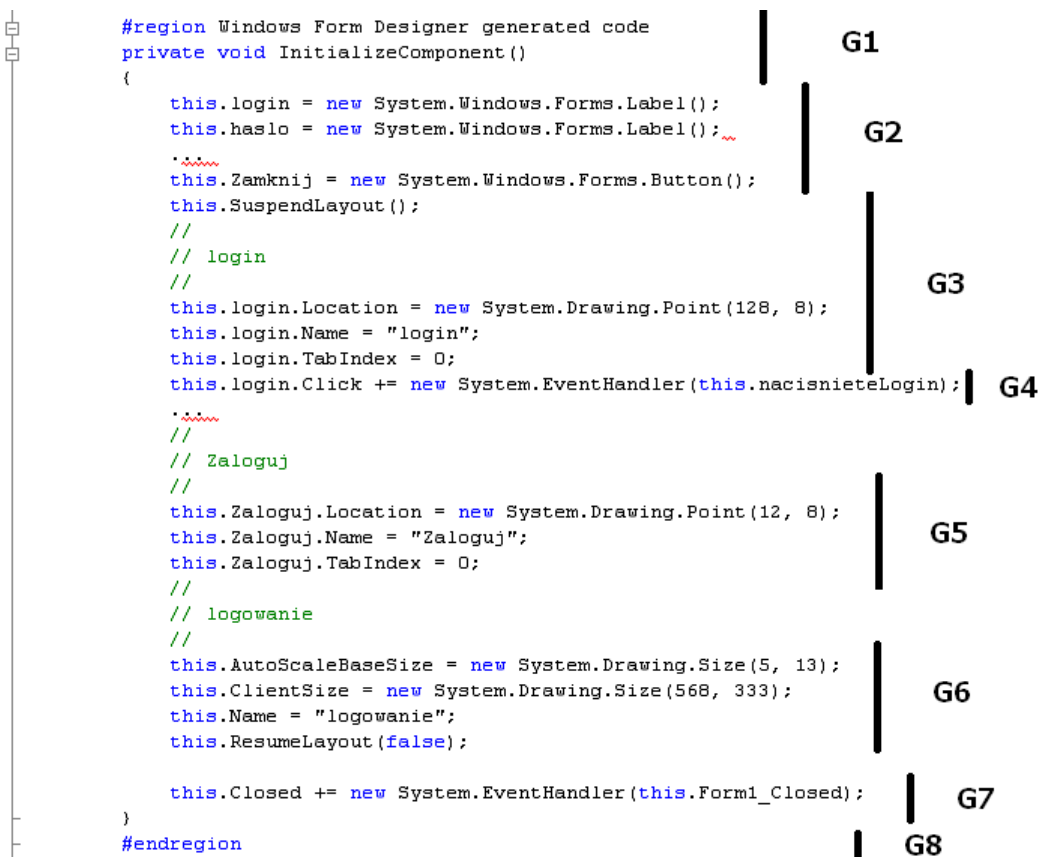 #region Windows Form Designer generated code
private void InitializeComponent()
G1
{
this.login = new System.Windows.Forms.Label();
this.haslo = new System.Windows.Forms.Label();
G2
...
this.Zamknij = new System.Windows.Forms.Button();
this.SuspendLayout();
//
// login
//
G3
this.login.Location = new System.Drawing.Point(128, 8);
this.login.Name = "login";
this.login.TabIndex = 0;
this.login.Click += new System.EventHandler(this.nacisnieteLogin);
G4
...
//
// Zaloguj
//
this.Zaloguj.Location = new System.Drawing.Point(12, 8);
this.Zaloguj.Name = "Zaloguj";
G5
this.Zaloguj.TabIndex = 0;
//
// logowanie
//
this.AutoScaleBaseSize = new System.Drawing.Size(5, 13);
this.ClientSize = new System.Drawing.Size(568, 333);
G6
this.Name = "logowanie";
this.ResumeLayout(false);
this.Closed += new System.EventHandler(this.Form1_Closed);
G7
}
#endregion
G8